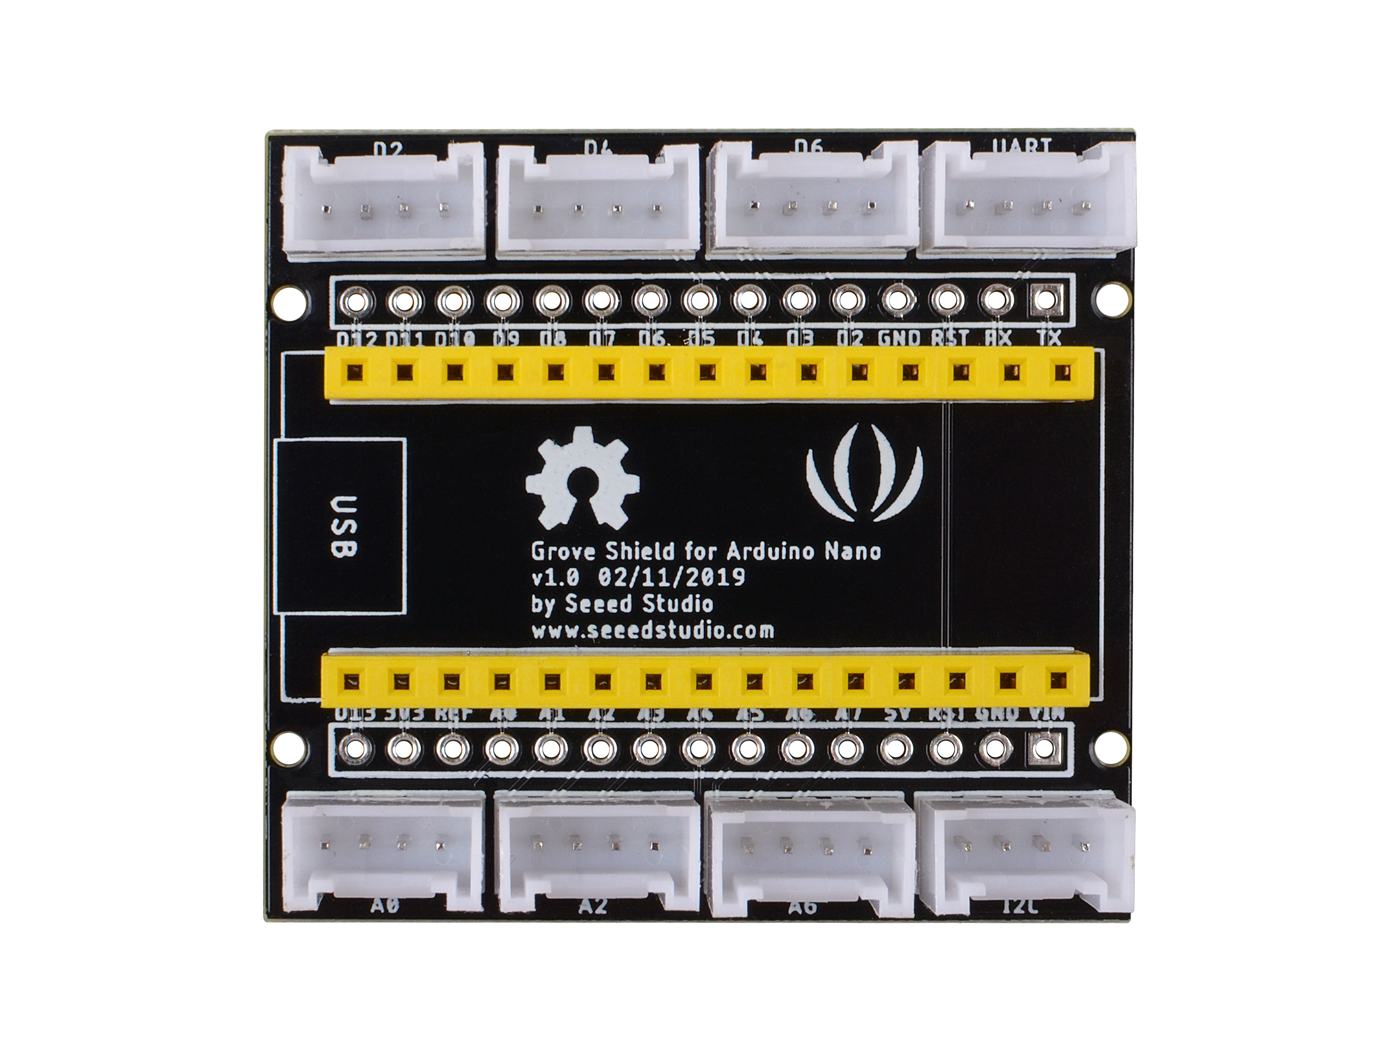 D2 D4 D6 UART
D12 D11 D10 D9 D8 D7 D6 D5 D4 D3 D2 GND RST RX TX
USB
Grove Shield for Arduino Nano
v1.0 02/11/2019
by Seeed Studio
www.seeedstudio.com
D13 3V3 REF A0 A1 A2 A3 A4 A5 A6 A7 5V RST GND VIN
A0 A2 A6 I2C